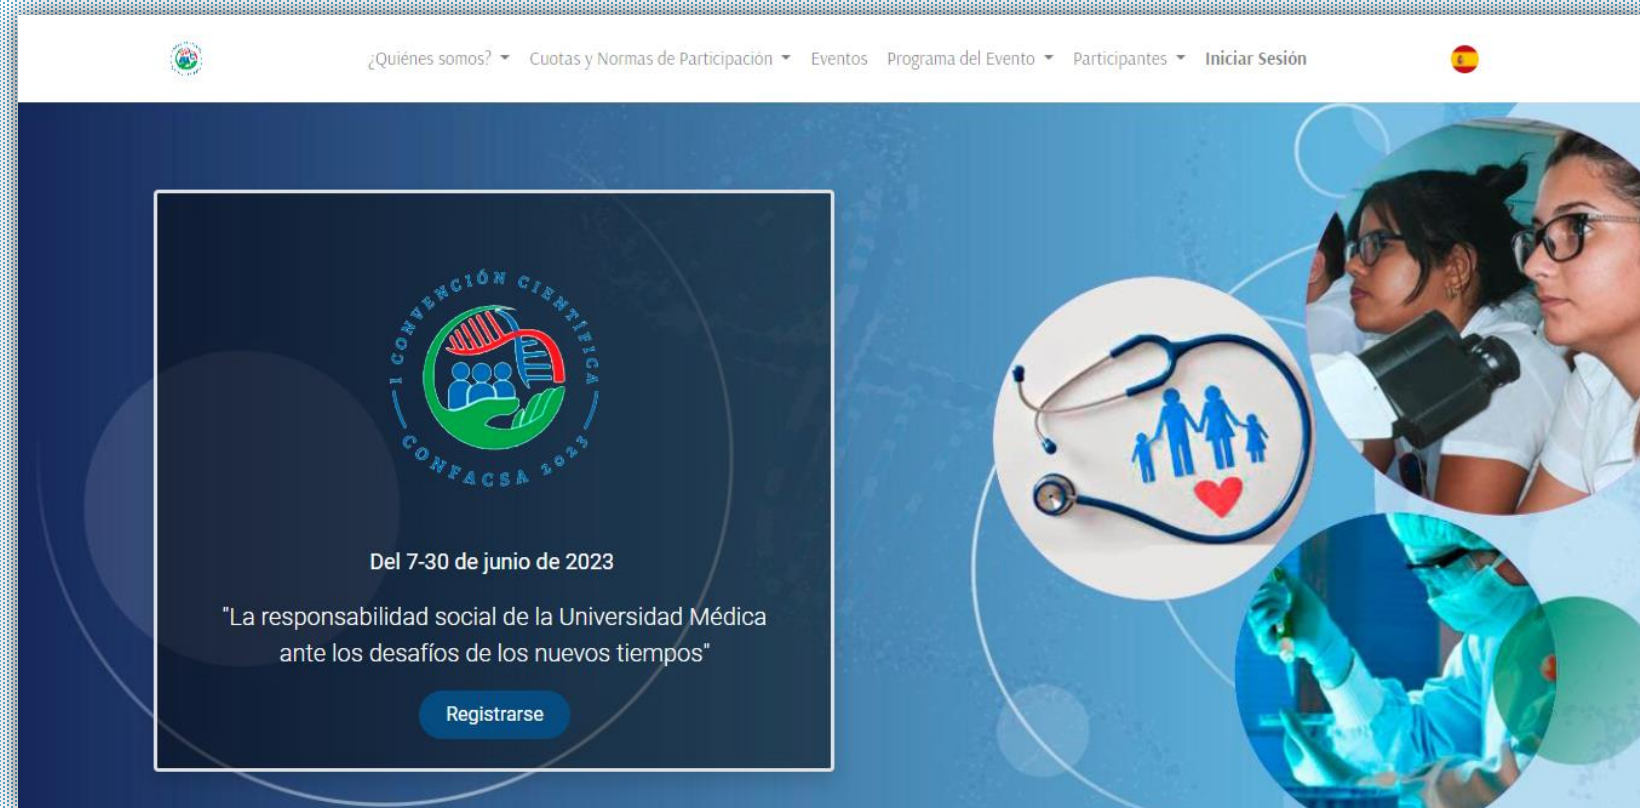 ¿Quiénes somos? Cuotas y Normas de Participación Eventos Programa del Evento Participantes Iniciar Sesión
I CONVENCIÓN CIENTÍFICA
CONFACSA 2023
Del 7-30 de junio de 2023
"La responsabilidad social de la Universidad Médica
ante los desafíos de los nuevos tiempos"
Registrarse